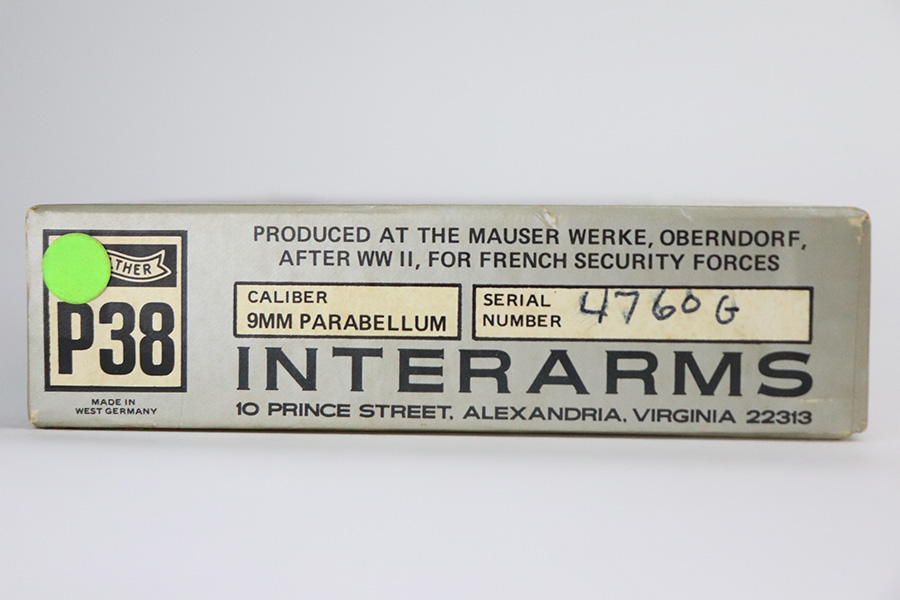 P38
MADE IN
WEST GERMANY
PRODUCED AT THE MAUSER WERKE, OBERNDORF,
AFTER WW II, FOR FRENCH SECURITY FORCES
CALIBER
9MM PARABELLUM
SERIAL
NUMBER 4760 G
INTERARMS
10 PRINCE STREET, ALEXANDRIA, VIRGINIA 22313